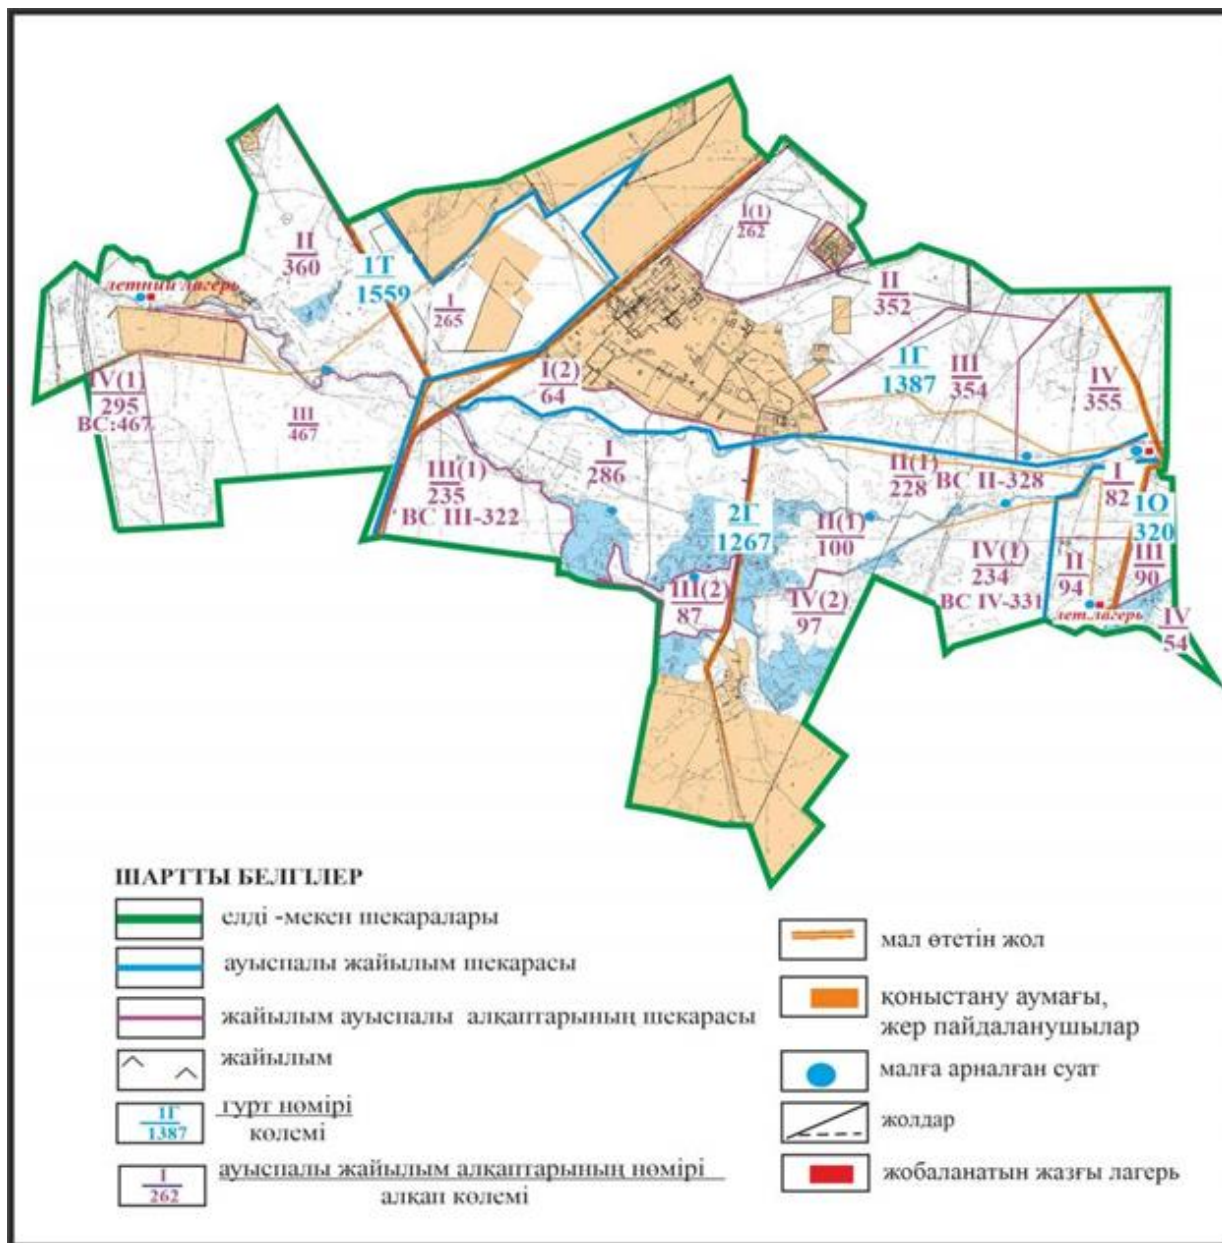 I(1)
262
II
360
1Т
1559
летний лагерь
I
265
II
352
1Г
1387
III
354
IV
355
I(2)
64
IV(1)
295
ВС:467
III
467
I
286
III(1)
235
ВС III-322
II(1)
228
ВС II-328
I
82
1О
320
2Г
1267
II(1)
100
IV(1)
234
ВС IV-331
II
94
III
90
III(2)
87
IV(2)
97
лет.лагерь
IV
54
ШАРТТЫ БЕЛГІЛЕР
елді -мекен шекаралары
ауыспалы жайылым шекарасы
жайылым ауыспалы алқаптарының шекарасы
жайылым
1Г
1387
гурт нөмірі
көлемі
I
262
ауыспалы жайылым алқаптарының нөмірі
алқап көлемі
мал өтетін жол
қоныстану аумағы,
жер пайдаланушылар
малға арналған суат
жолдар
жобаланатын жазғы лагерь